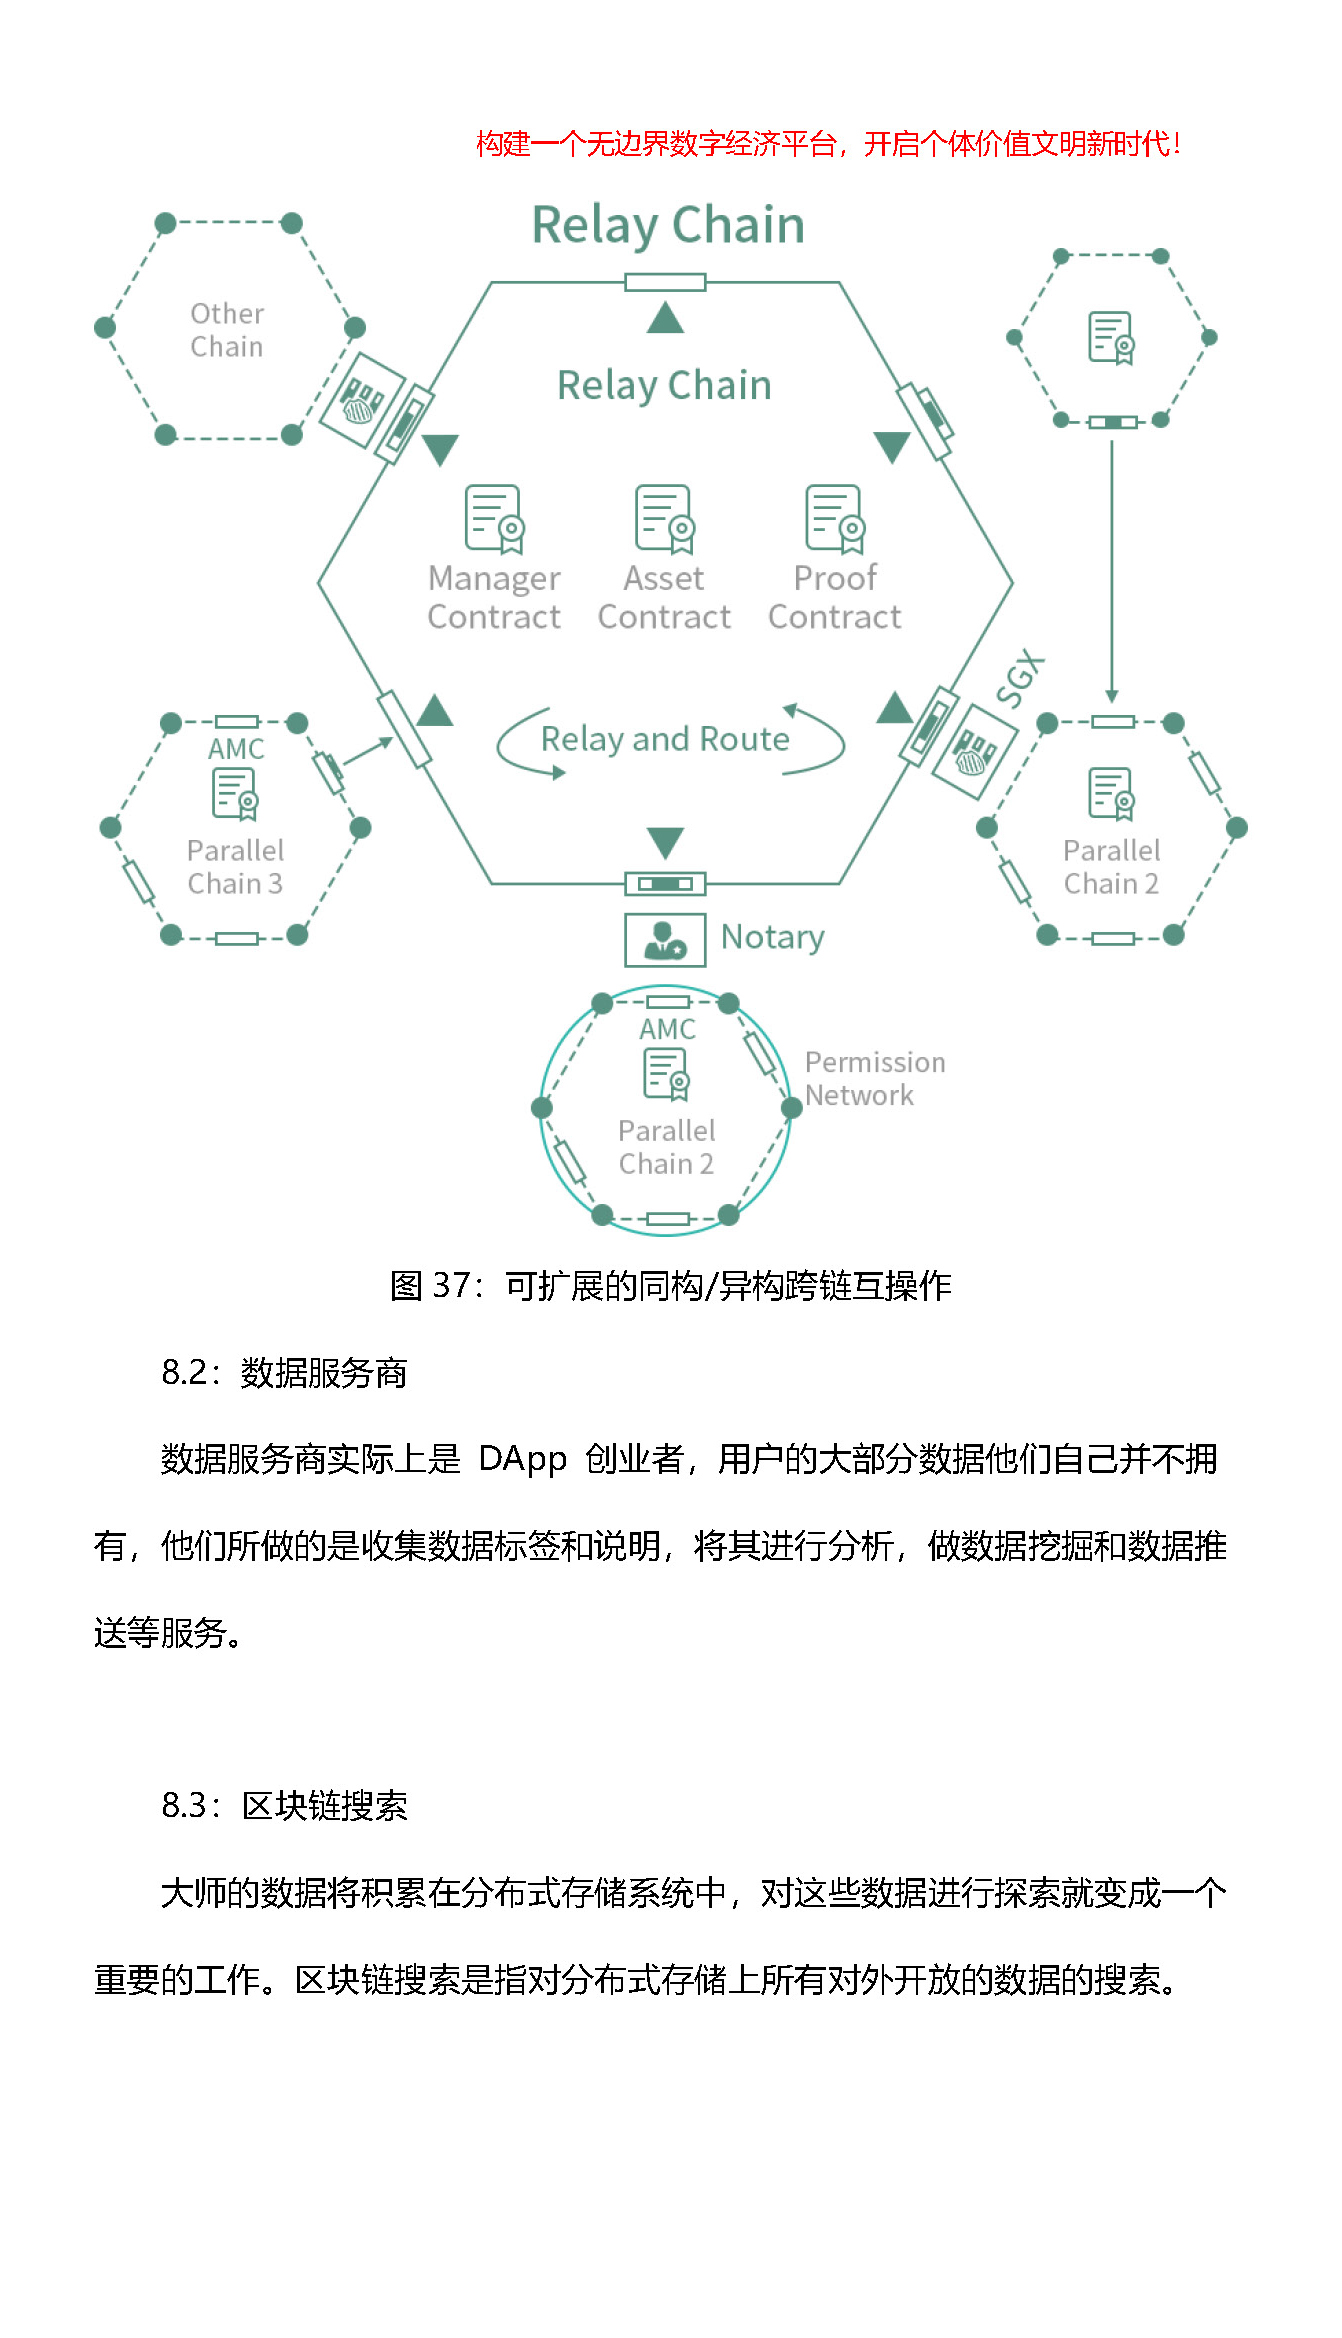 构建一个无边界数字经济平台，开启个体价值文明新时代！
Relay Chain
Other
Chain
Relay Chain
Manager
Contract
Asset
Contract
Proof
Contract
SGX
Relay and Route
AMC
Parallel
Chain 3
Parallel
Chain 2
Notary
AMC
Parallel
Chain 2
Permission
Network
图 37：可扩展的同构/异构跨链互操作
8.2：数据服务商
数据服务商实际上是 DApp 创业者，用户的大部分数据他们自己并不拥
有，他们所做的是收集数据标签和说明，将其进行分析，做数据挖掘和数据推
送等服务。
8.3：区块链搜索
大师的数据将积累在分布式存储系统中，对这些数据进行探索就变成一个
重要的工作。区块链搜索是指对分布式存储上所有对外开放的数据的搜索。